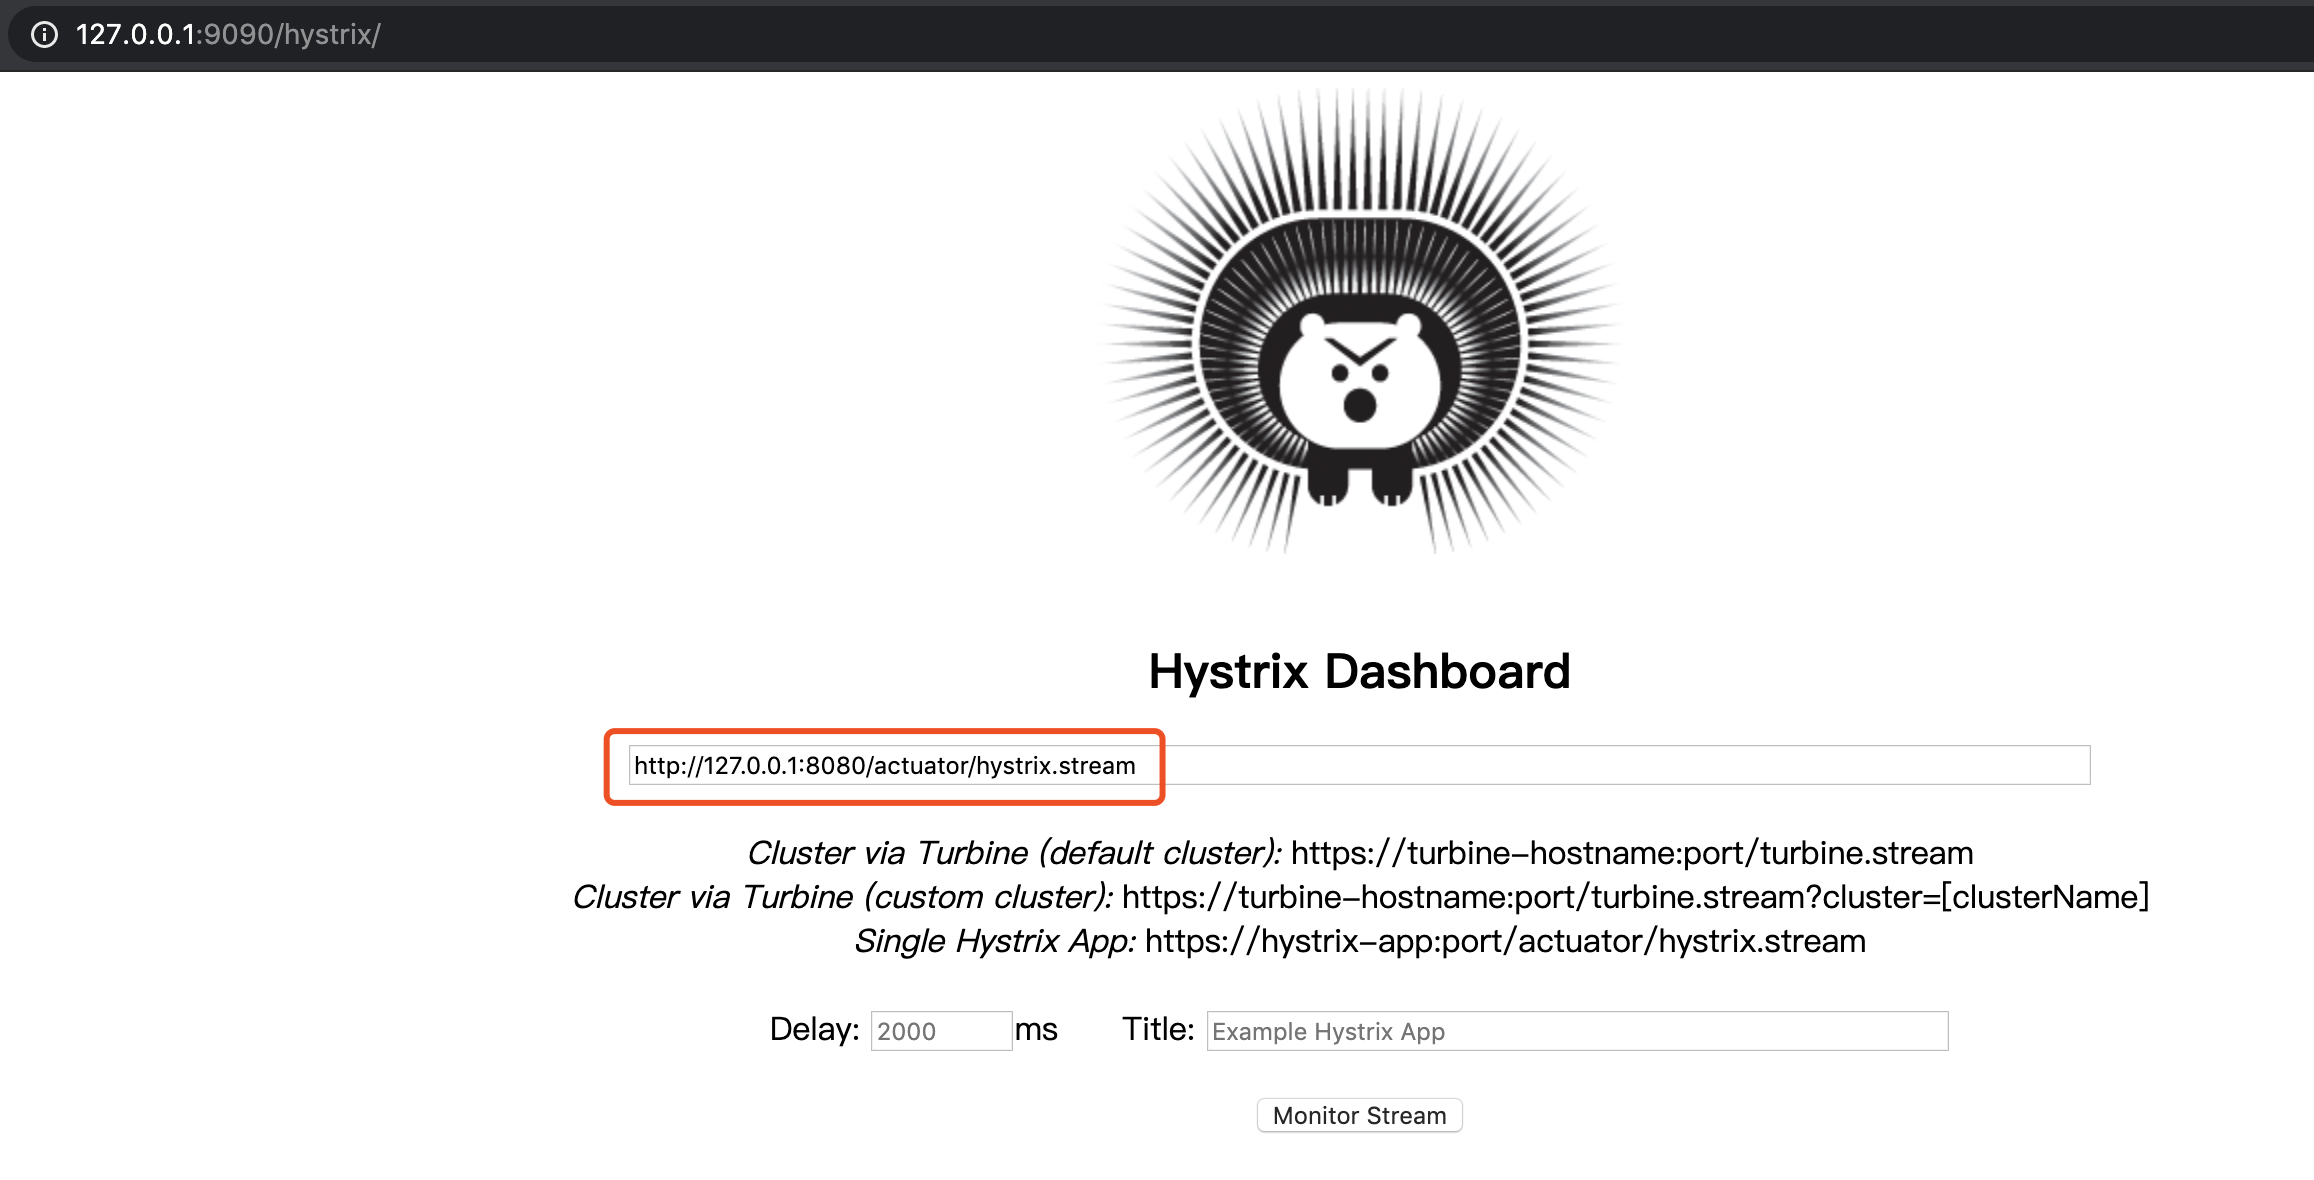 127.0.0.1:9090/hystrix/
Hystrix Dashboard
http://127.0.0.1:8080/actuator/hystrix.stream
Cluster via Turbine (default cluster): https://turbine-hostname:port/turbine.stream
Cluster via Turbine (custom cluster): https://turbine-hostname:port/turbine.stream?cluster=[clusterName]
Single Hystrix App: https://hystrix-app:port/actuator/hystrix.stream
Delay: 2000 ms Title: Example Hystrix App
Monitor Stream